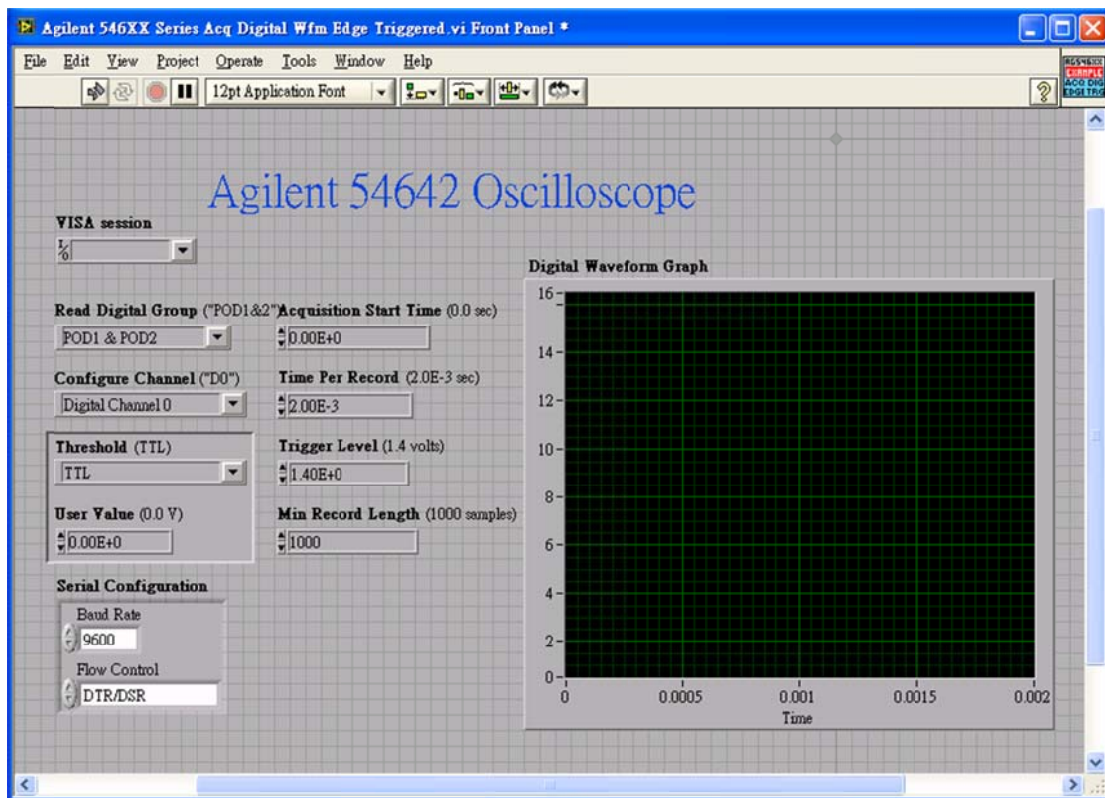 Agilent 546XX Series Acq Digital Wfm Edge Triggered.vi Front Panel *
File Edit View Project Operate Tools Window Help
12pt Application Font
?
AG546XX
EXAMPLE
ACQ DIG
EDGE TRG
Agilent 54642 Oscilloscope
VISA session
I/O
Read Digital Group ("POD1&2")
POD1 & POD2
Acquisition Start Time (0.0 sec)
0.00E+0
Configure Channel ("D0")
Digital Channel 0
Time Per Record (2.0E-3 sec)
2.00E-3
Threshold (TTL)
TTL
Trigger Level (1.4 volts)
1.40E+0
User Value (0.0 V)
0.00E+0
Min Record Length (1000 samples)
1000
Serial Configuration
Baud Rate
9600
Flow Control
DTR/DSR
Digital Waveform Graph
16
14
12
10
8
6
4
2
0
0 0.0005 0.001 0.0015 0.002
Time